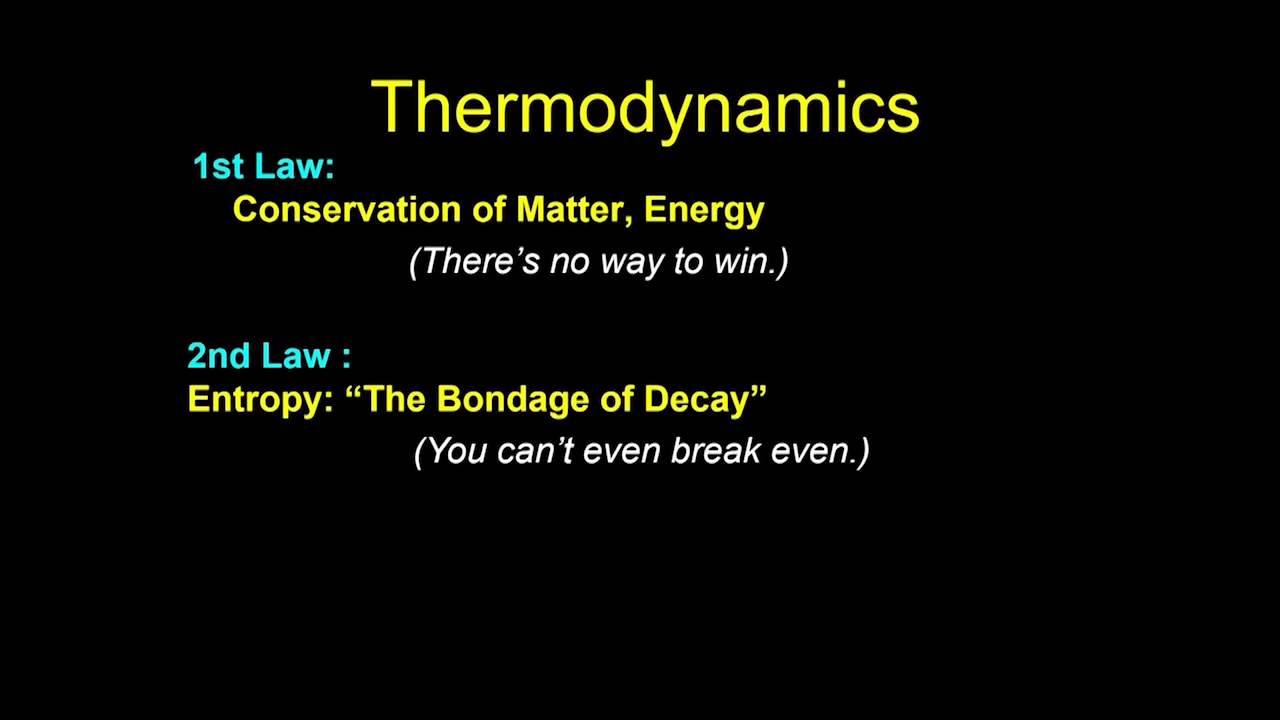 Thermodynamics
1st Law:
Conservation of Matter, Energy
(There’s no way to win.)
2nd Law :
Entropy: “The Bondage of Decay”
(You can’t even break even.)